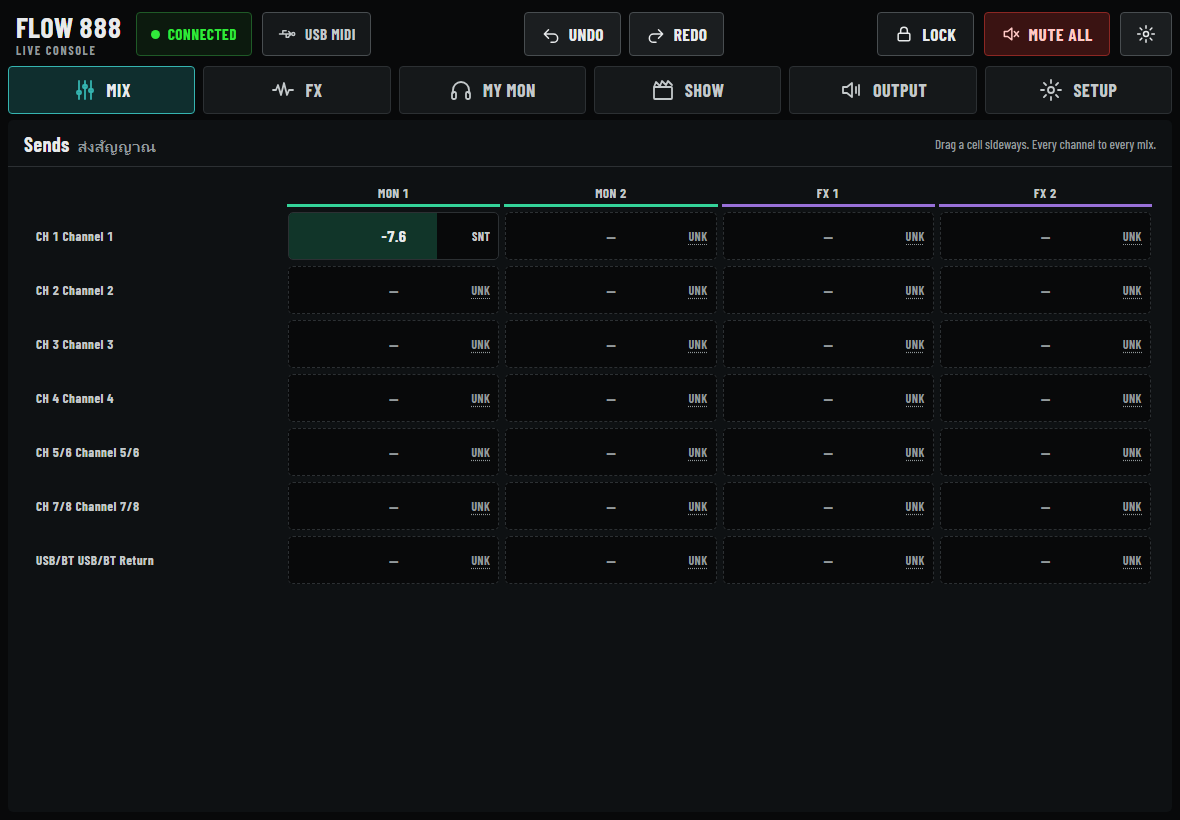 FLOW 888
LIVE CONSOLE
CONNECTED
USB MIDI
UNDO
REDO
LOCK
MUTE ALL
MIX
FX
MY MON
SHOW
OUTPUT
SETUP
Sends ส่งสัญญาณ
Drag a cell sideways. Every channel to every mix.
MON 1 MON 2 FX 1 FX 2
CH 1 Channel 1 -7.6 SNT – UNK – UNK – UNK
CH 2 Channel 2 – UNK – UNK – UNK – UNK
CH 3 Channel 3 – UNK – UNK – UNK – UNK
CH 4 Channel 4 – UNK – UNK – UNK – UNK
CH 5/6 Channel 5/6 – UNK – UNK – UNK – UNK
CH 7/8 Channel 7/8 – UNK – UNK – UNK – UNK
USB/BT USB/BT Return – UNK – UNK – UNK – UNK